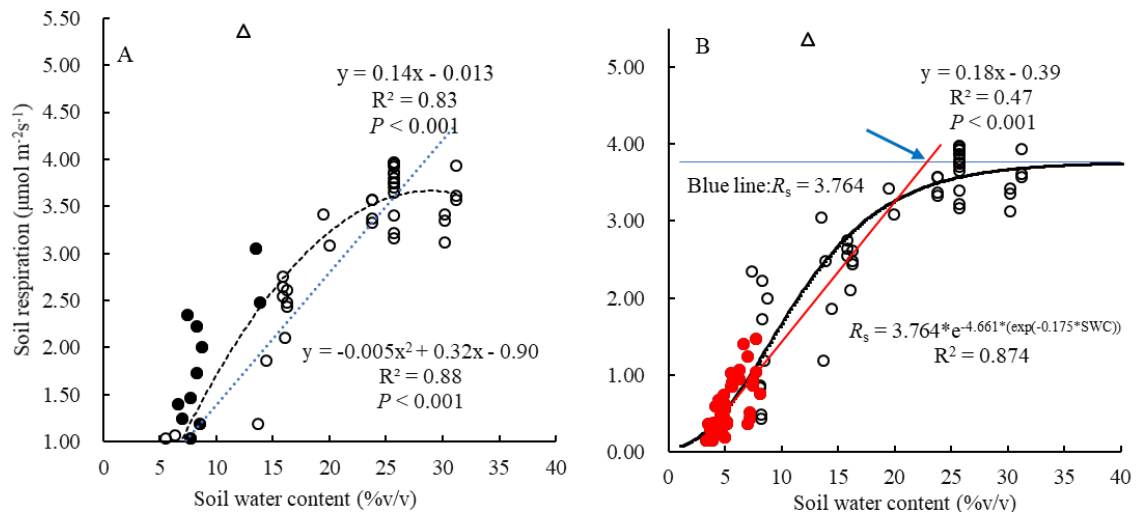 A
y = 0.14x - 0.013
R² = 0.83
P < 0.001
y = -0.005x² + 0.32x - 0.90
R² = 0.88
P < 0.001
5.50
5.00
4.50
4.00
3.50
3.00
2.50
2.00
1.50
1.00
0 5 10 15 20 25 30 35
Soil respiration (μmol m⁻²s⁻¹)
Soil water content (%v/v)
B
y = 0.18x - 0.39
R² = 0.47
P < 0.001
Blue line:Rₛ = 3.764
Rₛ = 3.764*e^-4.661*(exp(-0.175*SWC))
R² = 0.874
5.00
4.00
3.00
2.00
1.00
0.00
0 5 10 15 20 25 30 35 40
Soil water content (%v/v)